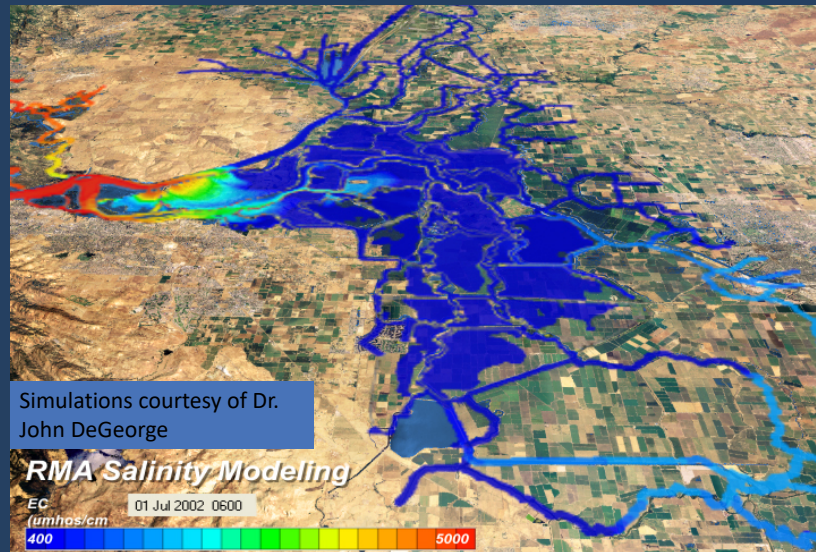 Simulations courtesy of Dr.
John DeGeorge
RMA Salinity Modeling
EC
(umhos/cm
01 Jul 2002 0600
400
5000